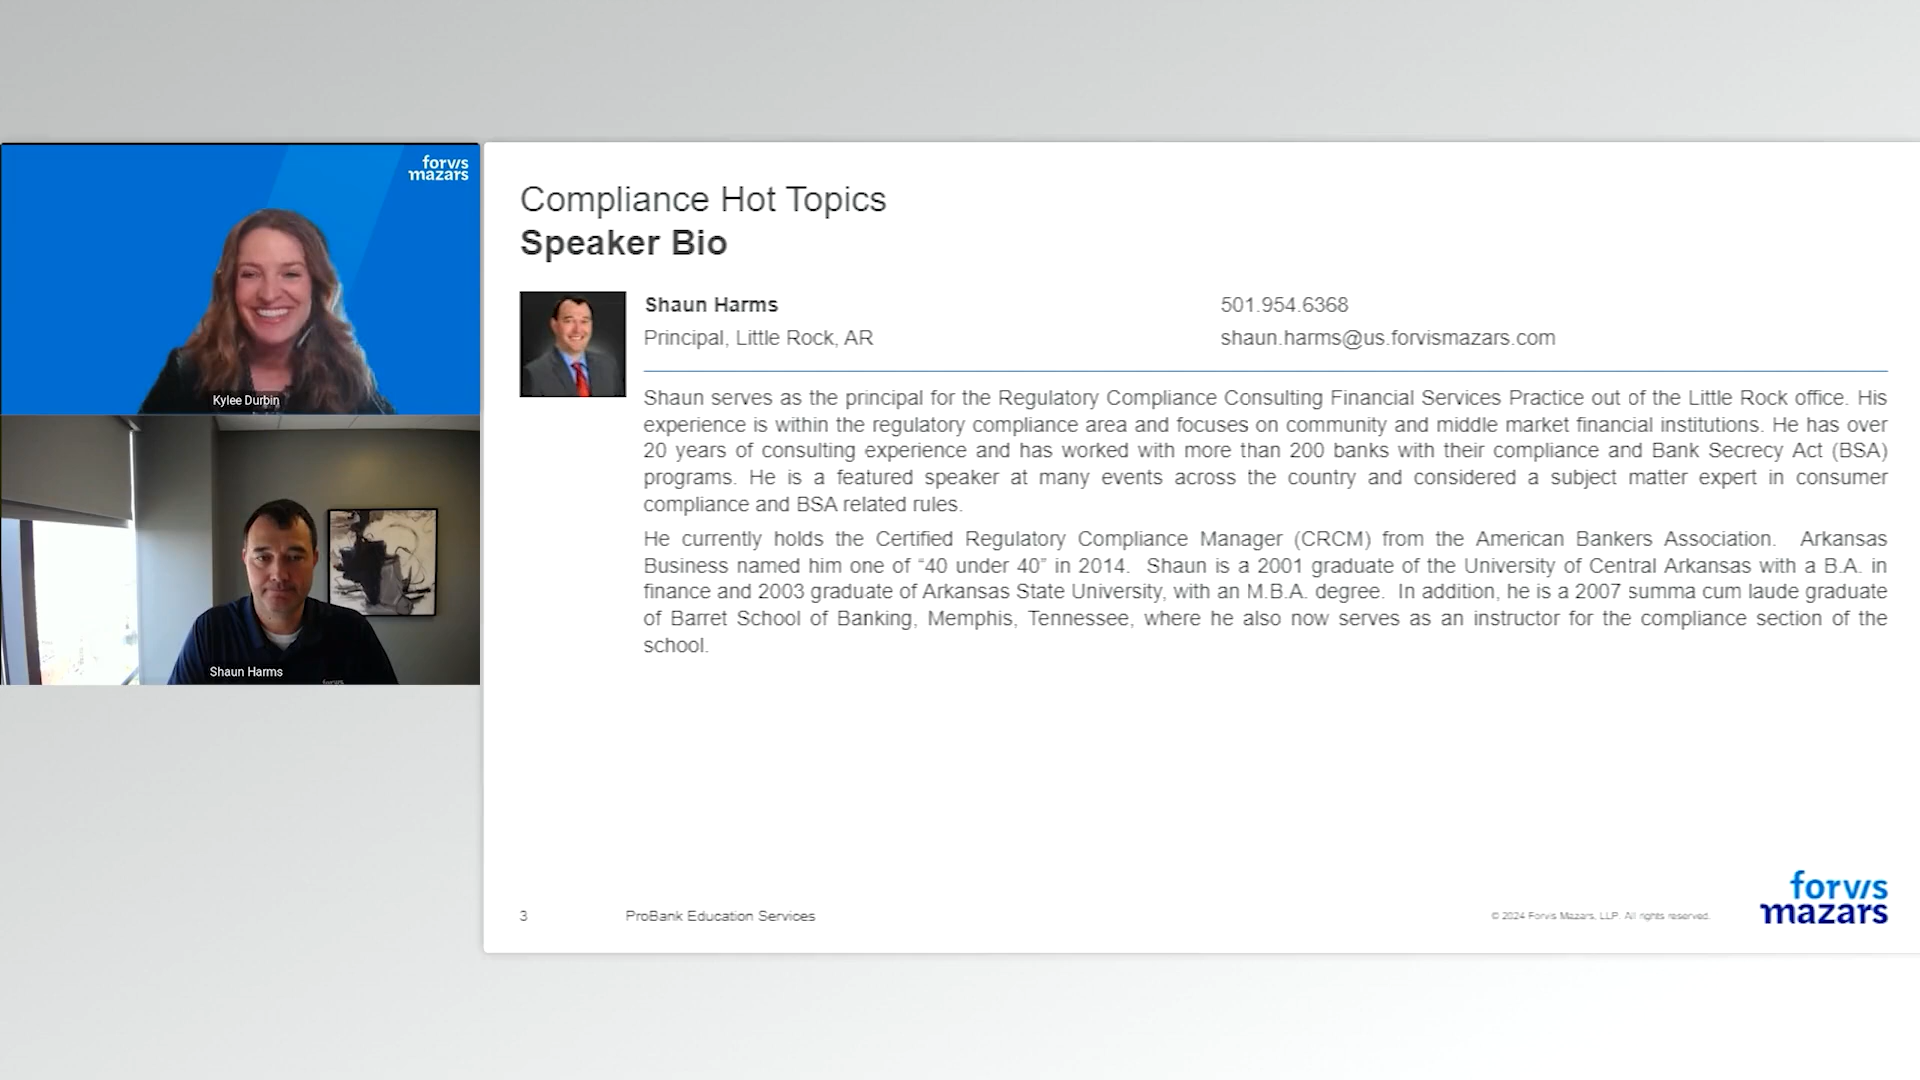 forvis
mazars
Kylee Durbin
Shaun Harms
Compliance Hot Topics
Speaker Bio
Shaun Harms
Principal, Little Rock, AR
501.954.6368
shaun.harms@us.forvismazars.com
Shaun serves as the principal for the Regulatory Compliance Consulting Financial Services Practice out of the Little Rock office. His
experience is within the regulatory compliance area and focuses on community and middle market financial institutions. He has over
20 years of consulting experience and has worked with more than 200 banks with their compliance and Bank Secrecy Act (BSA)
programs. He is a featured speaker at many events across the country and considered a subject matter expert in consumer
compliance and BSA related rules.
He currently holds the Certified Regulatory Compliance Manager (CRCM) from the American Bankers Association. Arkansas
Business named him one of “40 under 40” in 2014. Shaun is a 2001 graduate of the University of Central Arkansas with a B.A. in
finance and 2003 graduate of Arkansas State University, with an M.B.A. degree. In addition, he is a 2007 summa cum laude graduate
of Barret School of Banking, Memphis, Tennessee, where he also now serves as an instructor for the compliance section of the
school.
3
ProBank Education Services
© 2024 Forvis Mazars, LLP. All rights reserved.
forvis
mazars